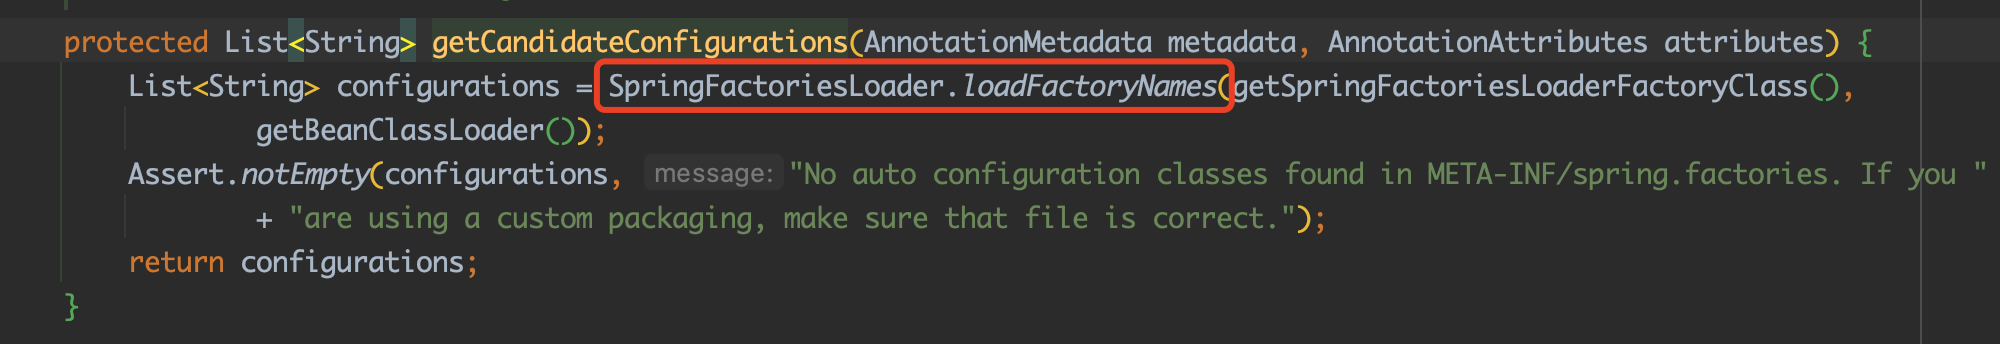 protected List<String> getCandidateConfigurations(AnnotationMetadata metadata, AnnotationAttributes attributes) {
List<String> configurations = SpringFactoriesLoader.loadFactoryNames(getSpringFactoriesLoaderFactoryClass(),
getBeanClassLoader());
Assert.notEmpty(configurations, message: "No auto configuration classes found in META-INF/spring.factories. If you "
+ "are using a custom packaging, make sure that file is correct.");
return configurations;
}